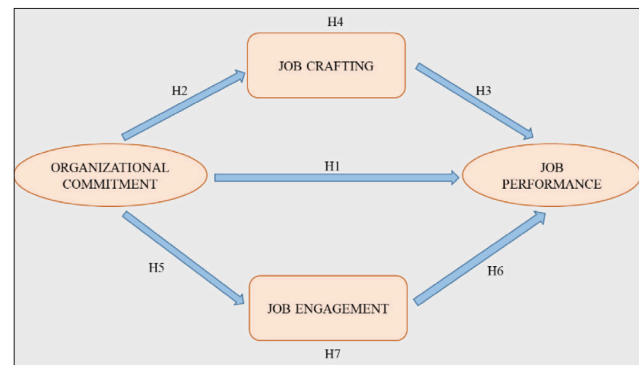 H4
JOB CRAFTING
H2
H3
ORGANIZATIONAL
COMMITMENT
H1
JOB
PERFORMANCE
H5
H6
JOB ENGAGEMENT
H7